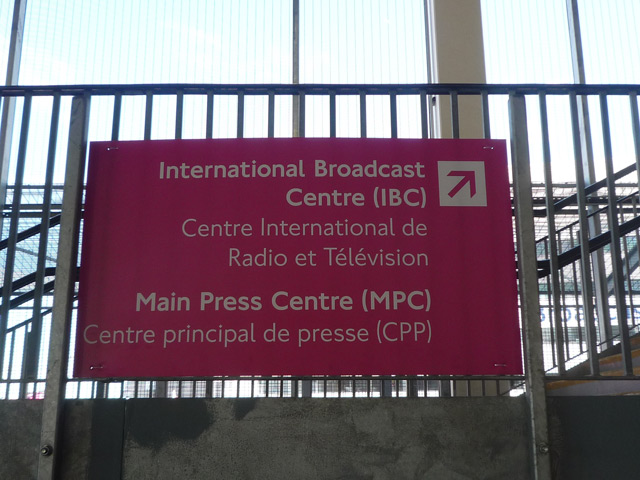 International Broadcast
Centre (IBC)
Centre International de
Radio et Télévision
Main Press Centre (MPC)
Centre principal de presse (CPP)